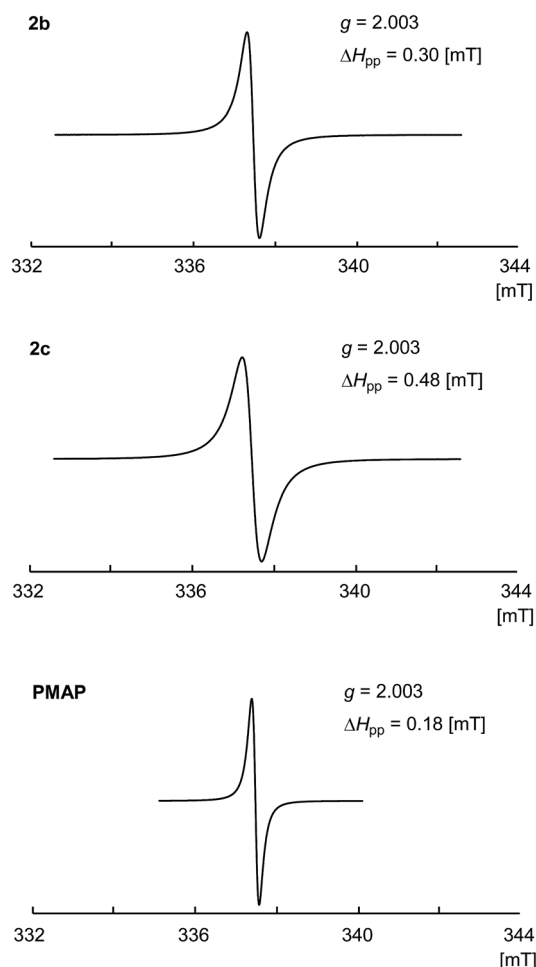 2b
g = 2.003
ΔHpp = 0.30 [mT]
332 336 340 344
[mT]
2c
g = 2.003
ΔHpp = 0.48 [mT]
332 336 340 344
[mT]
PMAP
g = 2.003
ΔHpp = 0.18 [mT]
332 336 340 344
[mT]